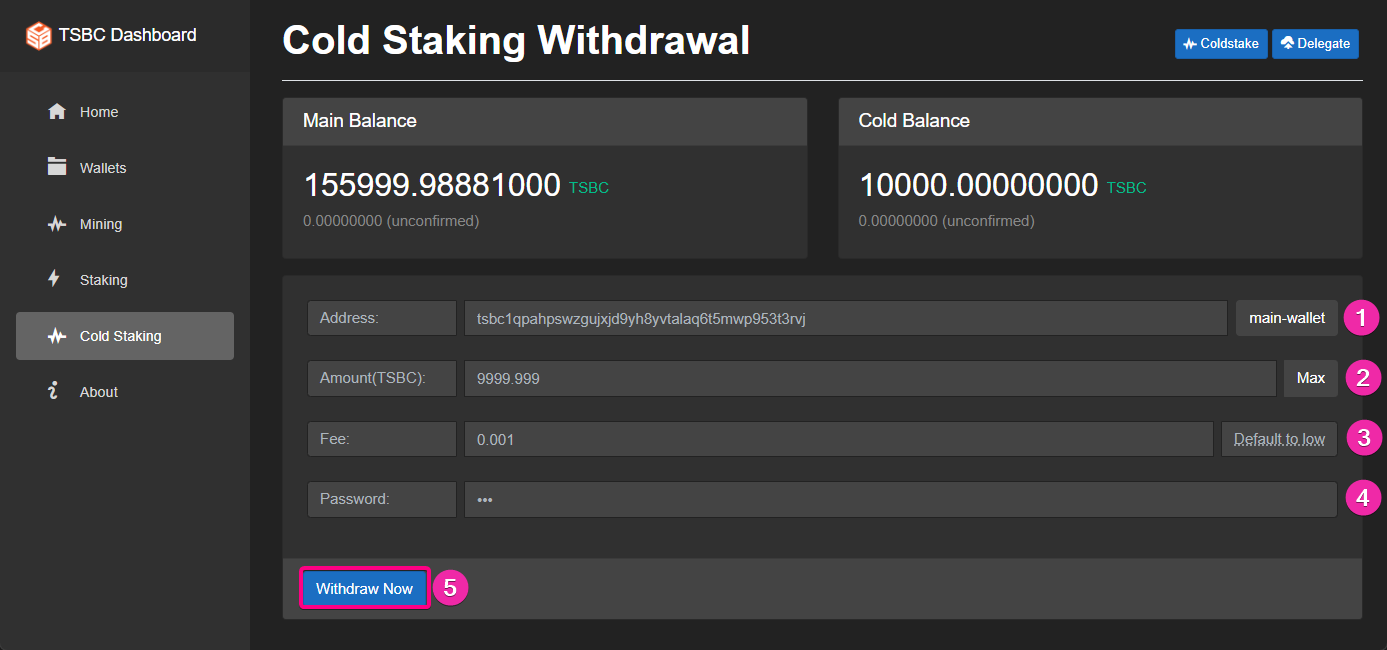 TSBC Dashboard
Home
Wallets
Mining
Staking
Cold Staking
About
Cold Staking Withdrawal
Coldstake
Delegate
Main Balance
155999.98881000 TSBC
0.00000000 (unconfirmed)
Cold Balance
10000.00000000 TSBC
0.00000000 (unconfirmed)
Address: tsbc1qpahpswzgujxjd9yh8yvtalaq6t5mwp953t3rvj main-wallet 1
Amount(TSBC): 9999.999 Max 2
Fee: 0.001 Default to low 3
Password: ••• 4
Withdraw Now 5